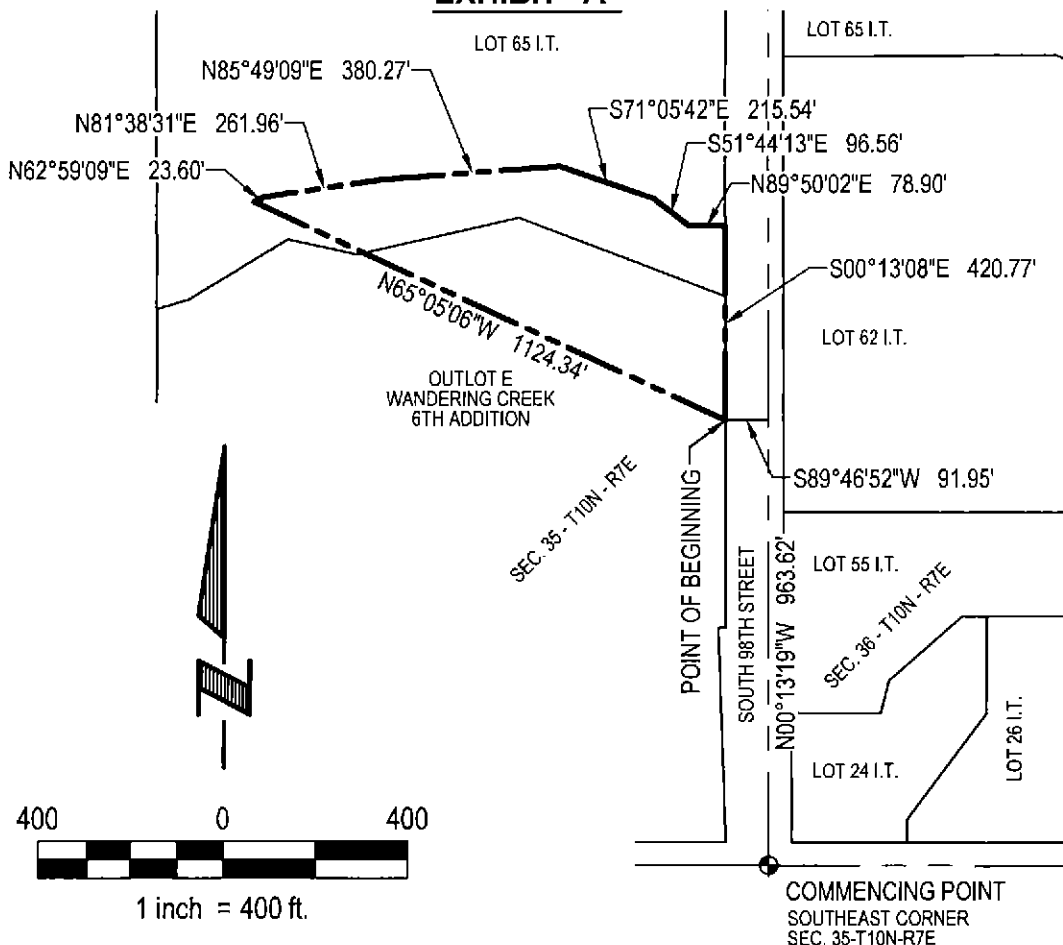 EXHIBIT "A"
LOT 65 I.T.
LOT 65 I.T.
N85°49'09"E 380.27'
S71°05'42"E 215.54'
N81°38'31"E 261.96'
S51°44'13"E 96.56'
N62°59'09"E 23.60'
N89°50'02"E 78.90'
S00°13'08"E 420.77'
N65°05'06"W 1124.34'
LOT 62 I.T.
OUTLOT E
WANDERING CREEK
6TH ADDITION
S89°46'52"W 91.95'
SEC. 35 - T10N - R7E
POINT OF BEGINNING
SOUTH 98TH STREET
N00°13'19"W 963.62'
LOT 55 I.T.
SEC. 36 - T10N - R7E
LOT 24 I.T.
LOT 26 I.T.
400 0 400
1 inch = 400 ft.
COMMENCING POINT
SOUTHEAST CORNER
SEC. 35-T10N-R7E